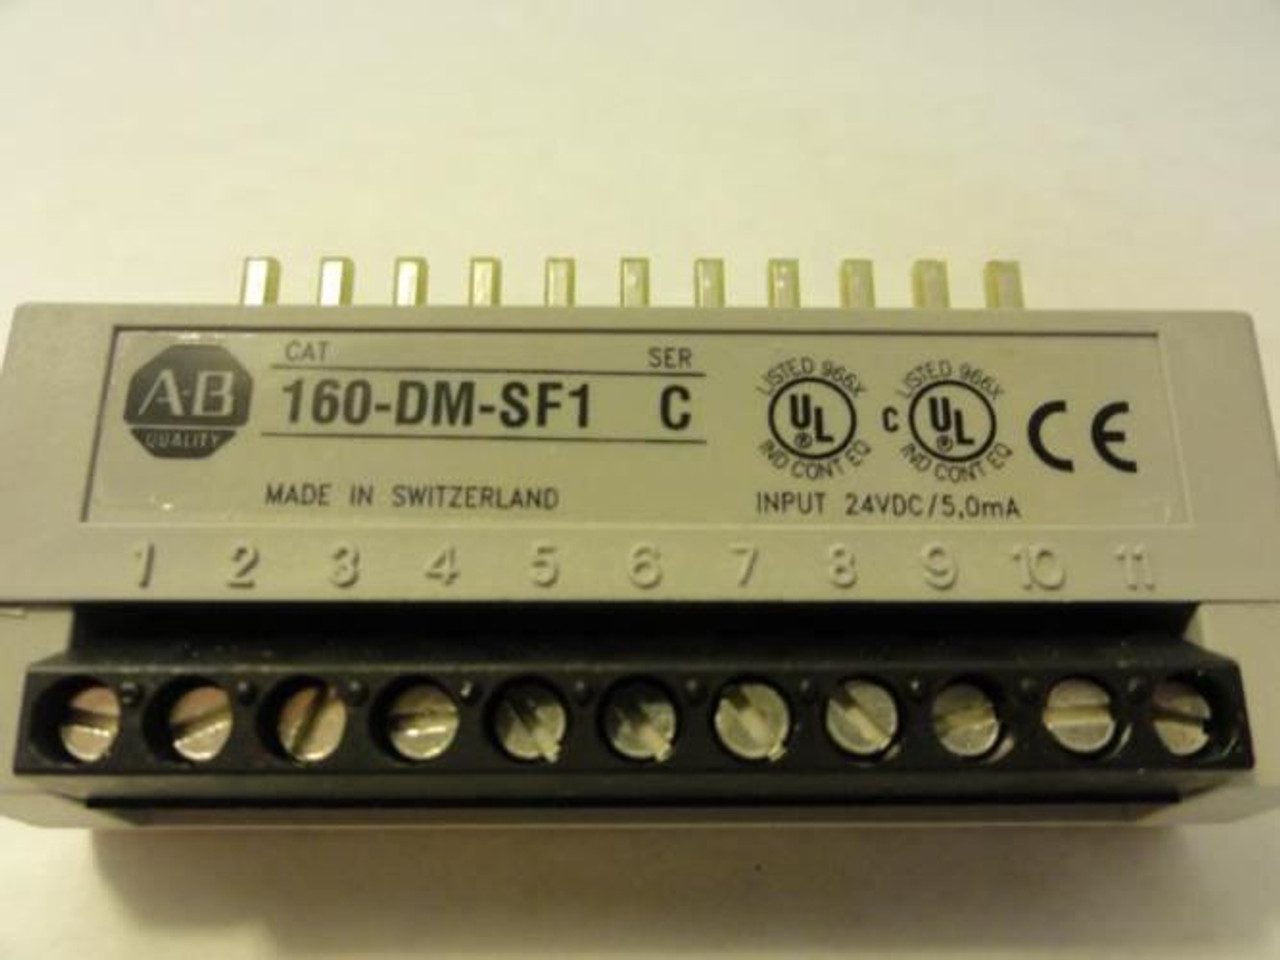 A-B
QUALITY
CAT SER
160-DM-SF1 C
MADE IN SWITZERLAND
LISTED 966X
UL ®
IND CONT EQ
C
LISTED 966X
UL ®
IND CONT EQ
CE
INPUT 24VDC/5,0mA
1 2 3 4 5 6 7 8 9 10 11